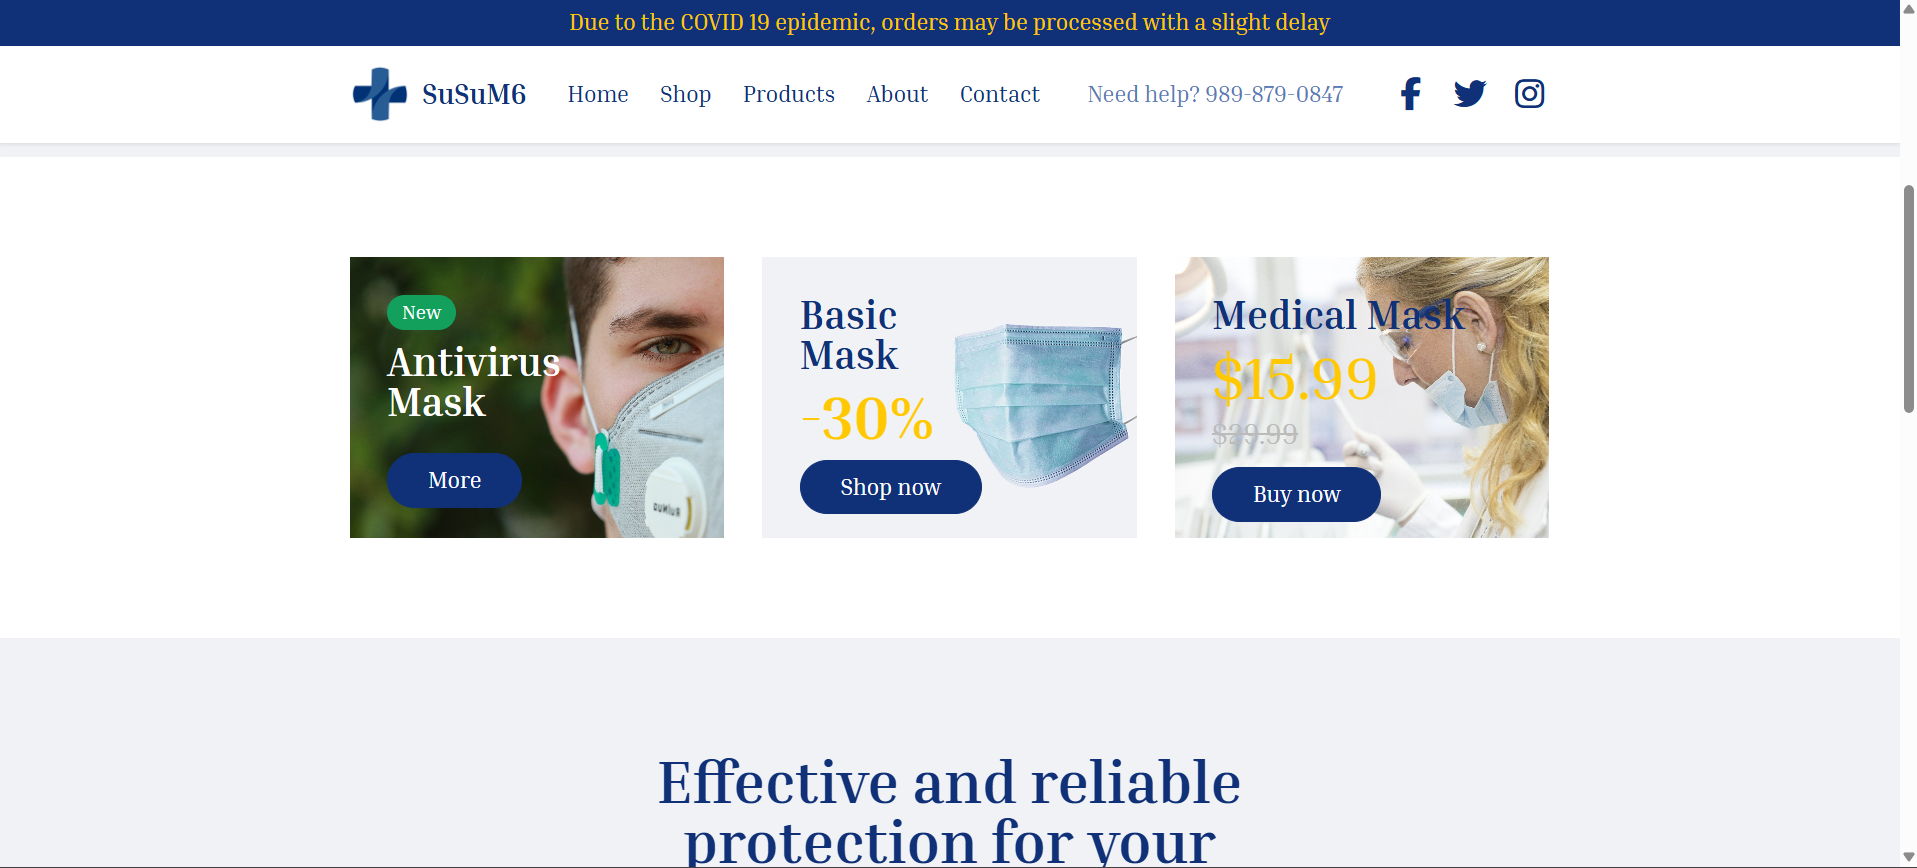 Due to the COVID 19 epidemic, orders may be processed with a slight delay
SuSuM6 Home Shop Products About Contact Need help? 989-879-0847
New
Antivirus
Mask
More
Basic
Mask
-30%
Shop now
Medical Mask
$15.99
$29.99
Buy now
Effective and reliable
protection for your